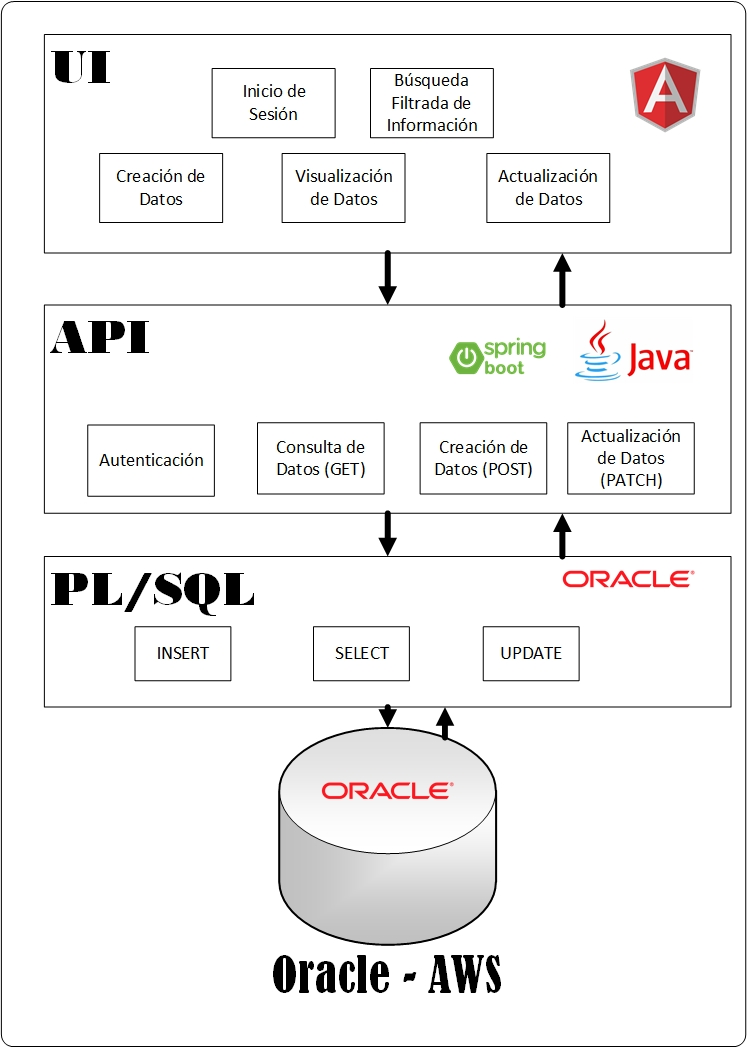 UI
Inicio de
Sesión
Búsqueda
Filtrada de
Información
A
Creación de
Datos
Visualización
de Datos
Actualización
de Datos
API
spring
boot
Java™
Autenticación
Consulta de
Datos (GET)
Creación de
Datos (POST)
Actualización
de Datos
(PATCH)
PL/SQL
ORACLE®
INSERT
SELECT
UPDATE
ORACLE®
Oracle - AWS